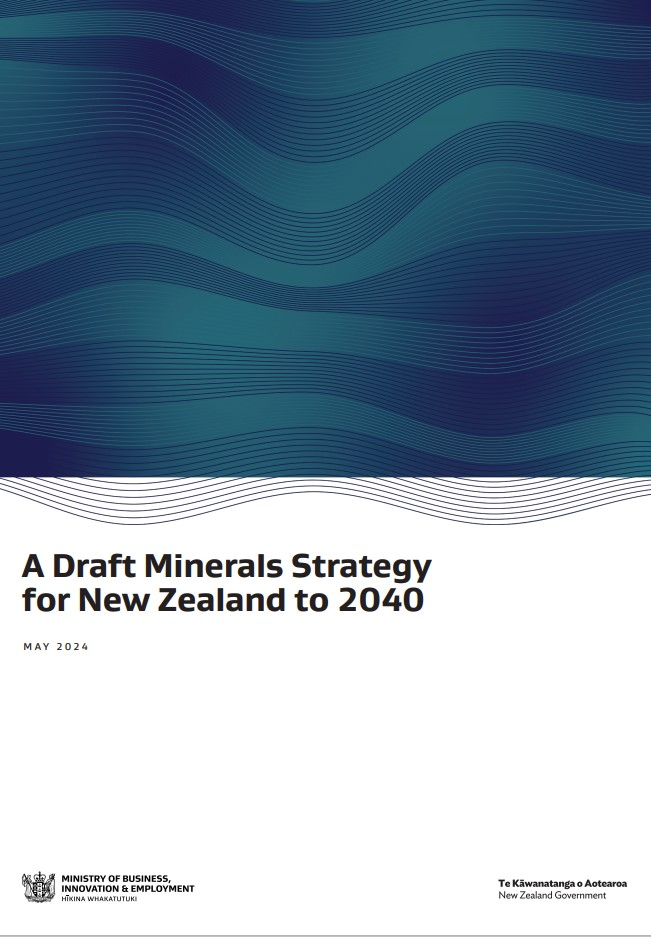 A Draft Minerals Strategy
for New Zealand to 2040
MAY 2024
MINISTRY OF BUSINESS,
INNOVATION & EMPLOYMENT
HĪKINA WHAKATUTUKI
Te Kāwanatanga o Aotearoa
New Zealand Government